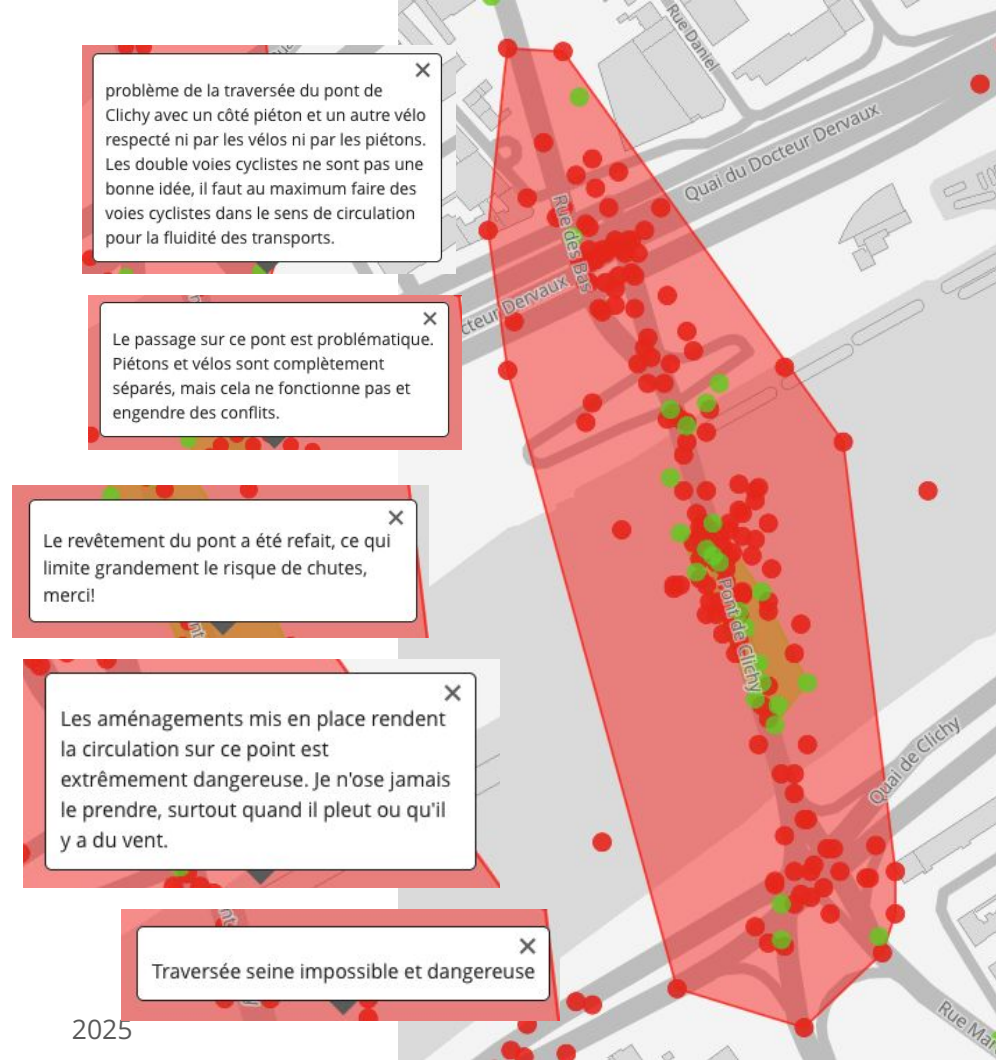 problème de la traversée du pont de
Clichy avec un côté piéton et un autre vélo
respecté ni par les vélos ni par les piétons.
Les double voies cyclistes ne sont pas une
bonne idée, il faut au maximum faire des
voies cyclistes dans le sens de circulation
pour la fluidité des transports.
Le passage sur ce pont est problématique.
Piétons et vélos sont complètement
séparés, mais cela ne fonctionne pas et
engendre des conflits.
Le revêtement du pont a été refait, ce qui
limite grandement le risque de chutes,
merci!
Les aménagements mis en place rendent
la circulation sur ce point est
extrêmement dangereuse. Je n'ose jamais
le prendre, surtout quand il pleut ou qu'il
y a du vent.
Traversée seine impossible et dangereuse
2025
Rue Daniel
Quai du Docteur Dervaux
Rue des Bas
cteur Dervaux
Pont de Clichy
Quai de Clichy
Rue Mar